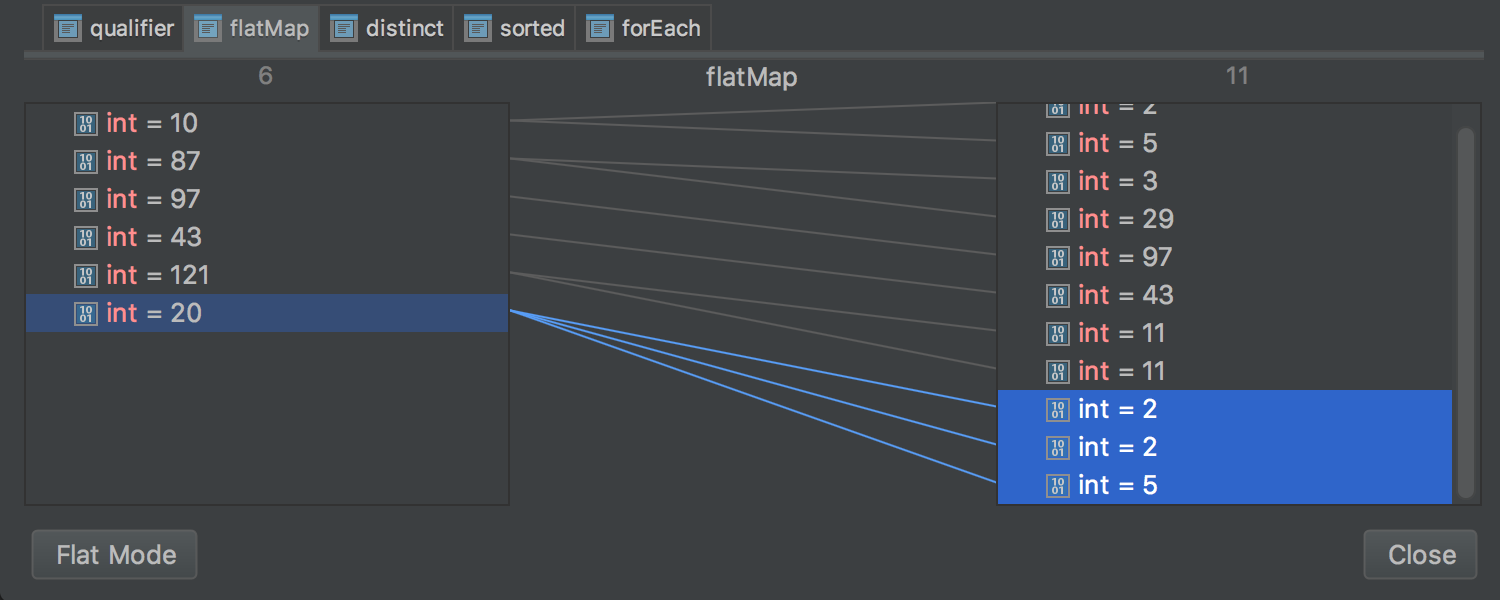 qualifier flatMap distinct sorted forEach
6 flatMap 11
int = 10
int = 87
int = 97
int = 43
int = 121
int = 20
int = 2
int = 5
int = 3
int = 29
int = 97
int = 43
int = 11
int = 11
int = 2
int = 2
int = 5
Flat Mode Close